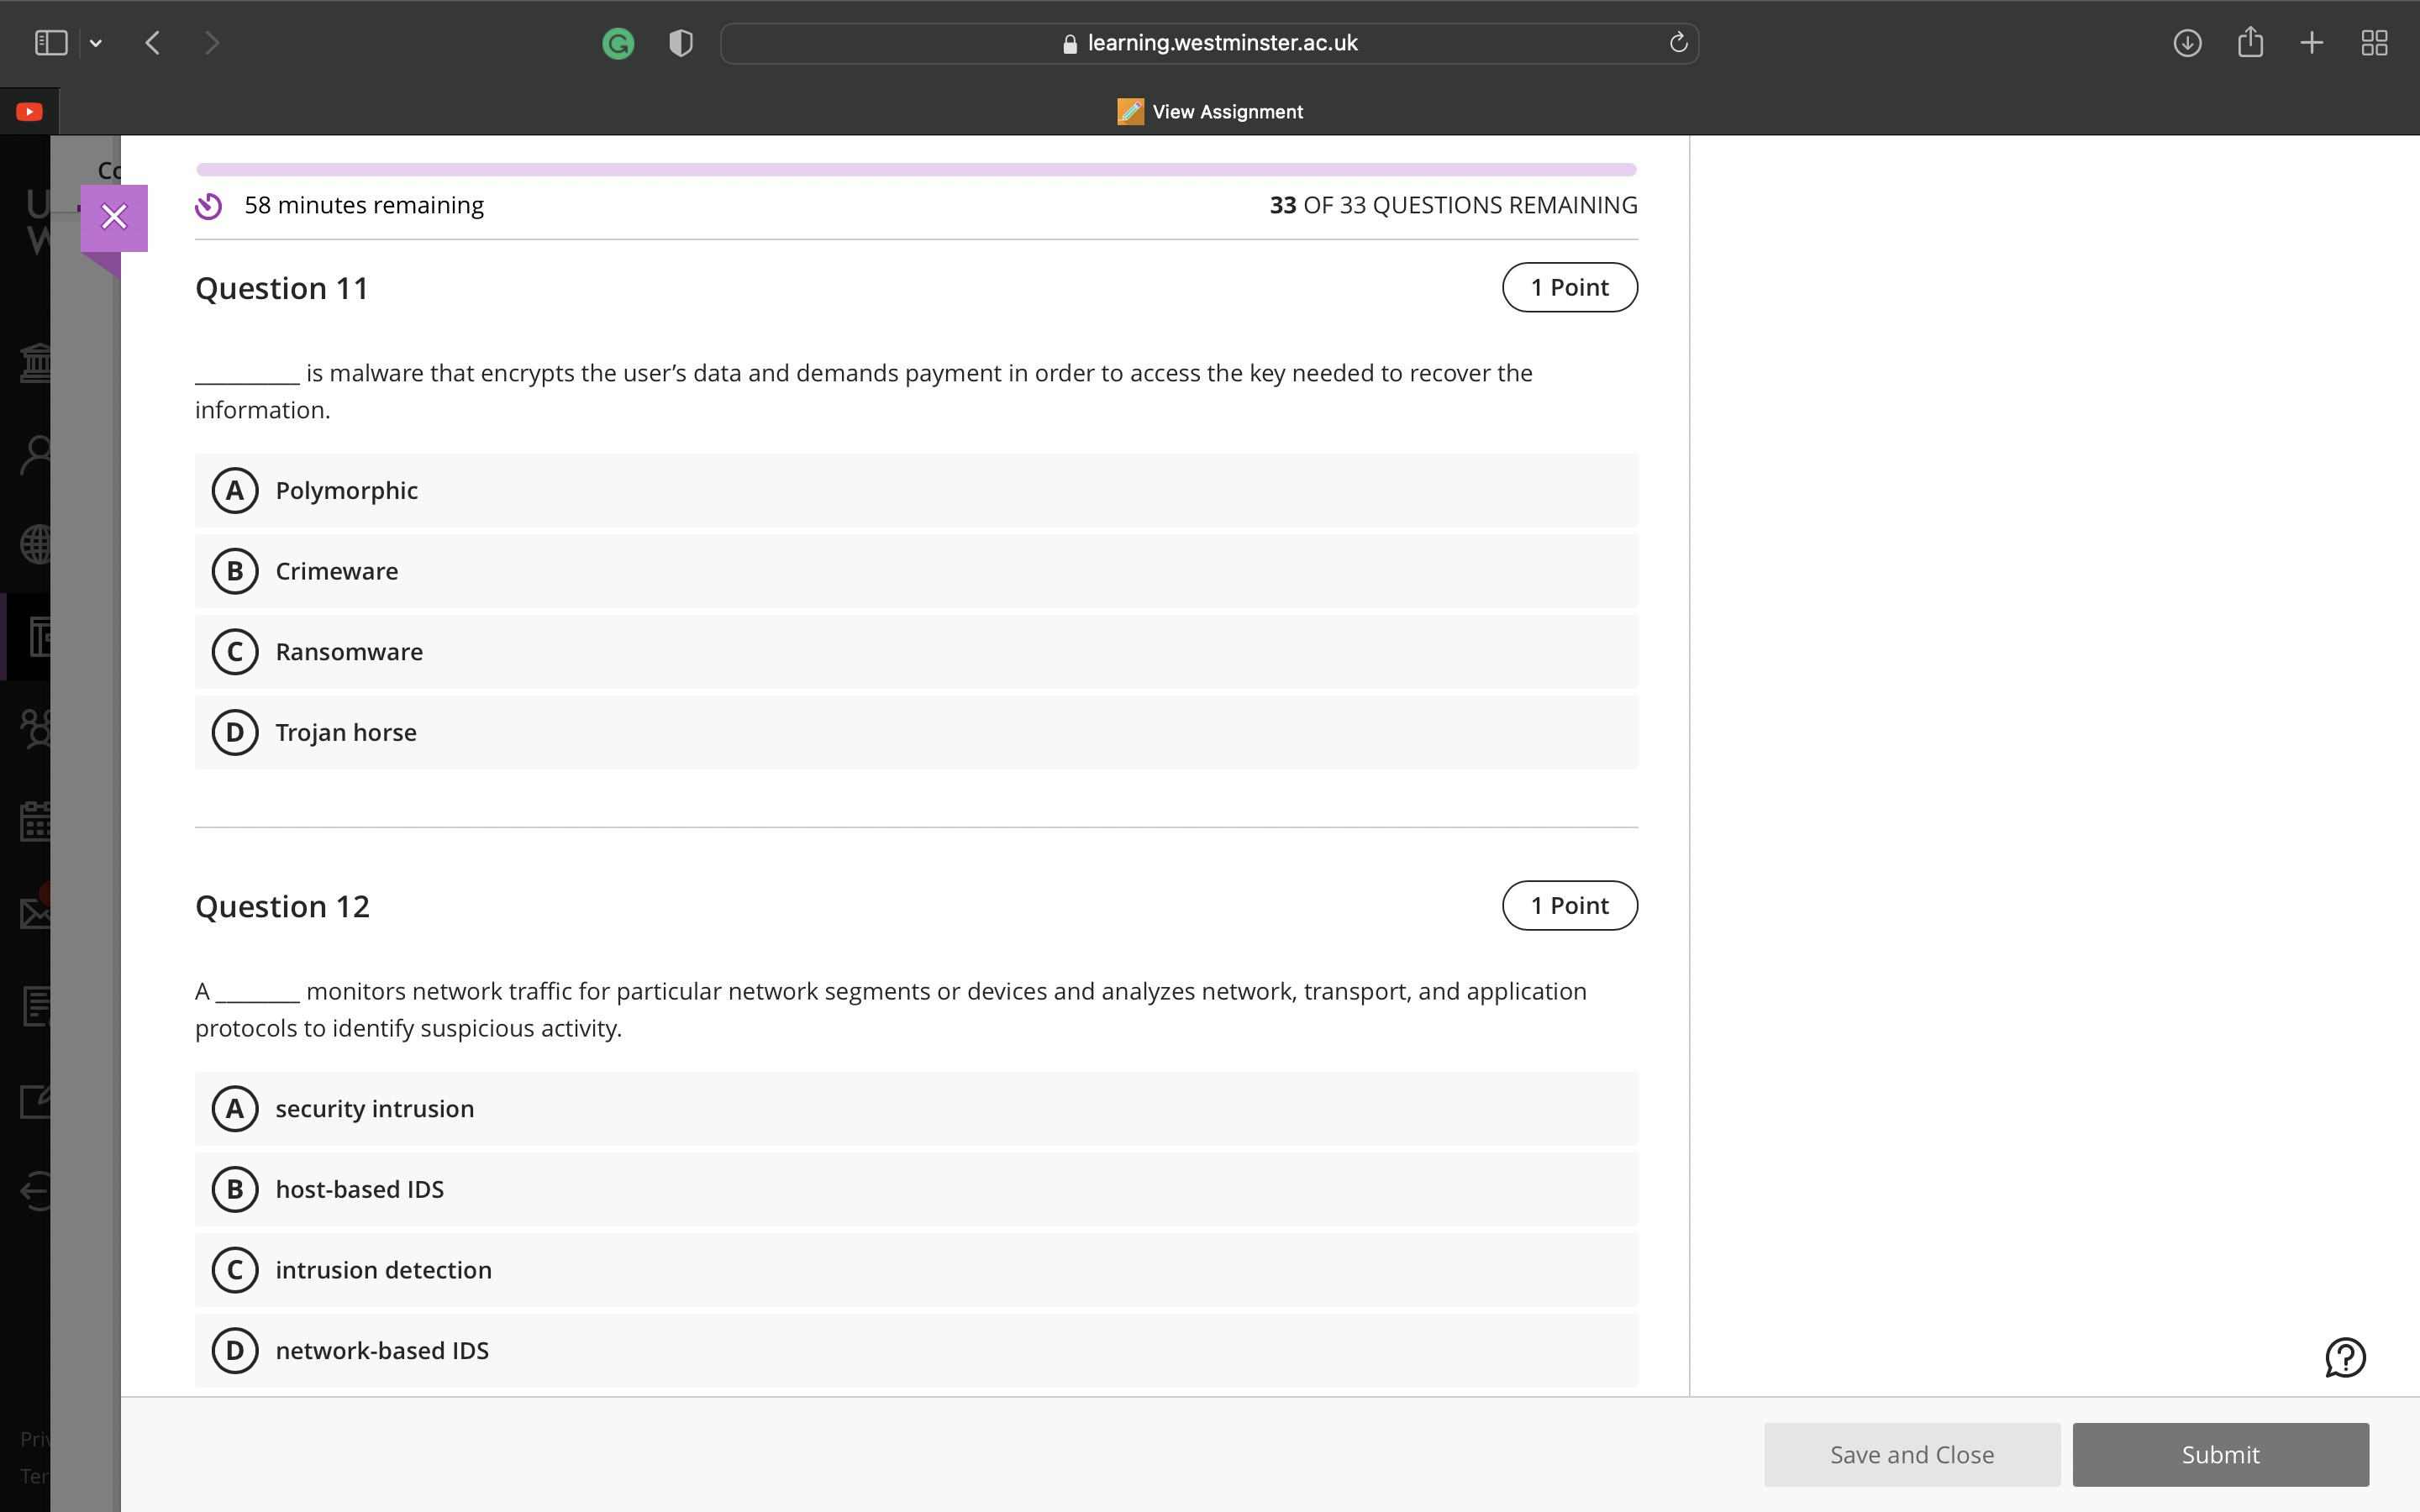 learning.westminster.ac.uk
View Assignment
58 minutes remaining
33 OF 33 QUESTIONS REMAINING
Question 11
1 Point
_________ is malware that encrypts the user’s data and demands payment in order to access the key needed to recover the
information.
A Polymorphic
B Crimeware
C Ransomware
D Trojan horse
Question 12
1 Point
A _______ monitors network traffic for particular network segments or devices and analyzes network, transport, and application
protocols to identify suspicious activity.
A security intrusion
B host-based IDS
C intrusion detection
D network-based IDS
Save and Close
Submit